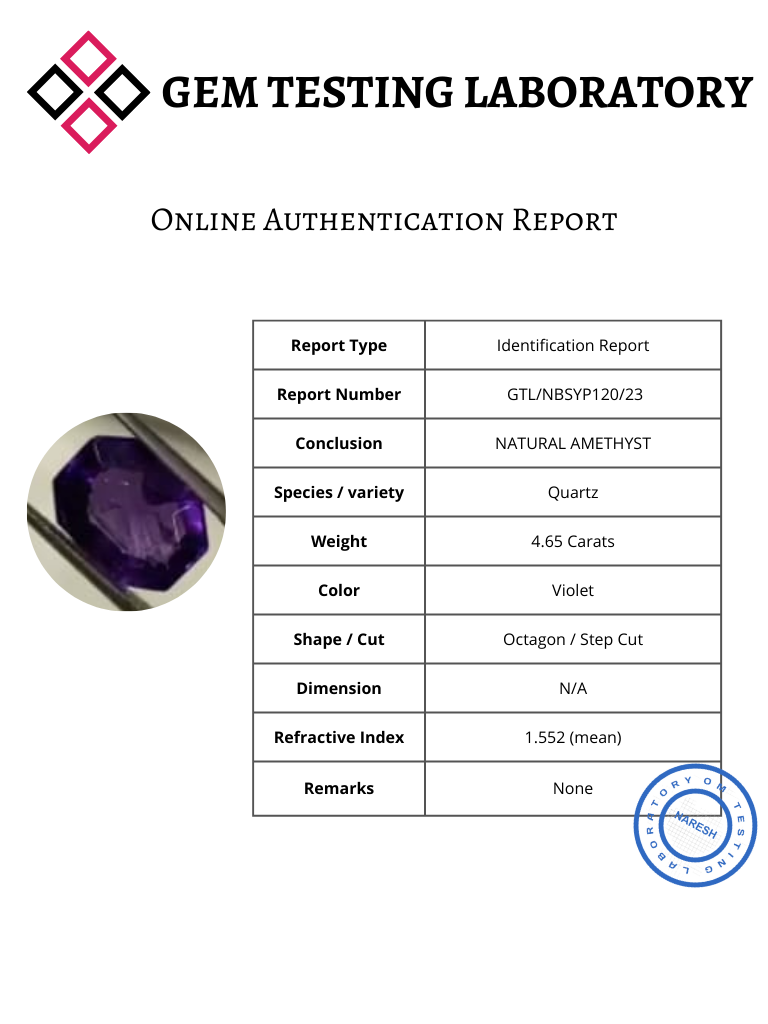 GEM TESTING LABORATORY
Online Authentication Report
Report Type Identification Report
Report Number GTL/NBSYP120/23
Conclusion NATURAL AMETHYST
Species / variety Quartz
Weight 4.65 Carats
Color Violet
Shape / Cut Octagon / Step Cut
Dimension N/A
Refractive Index 1.552 (mean)
Remarks None
OM TESTING LABORATORY
NARESH